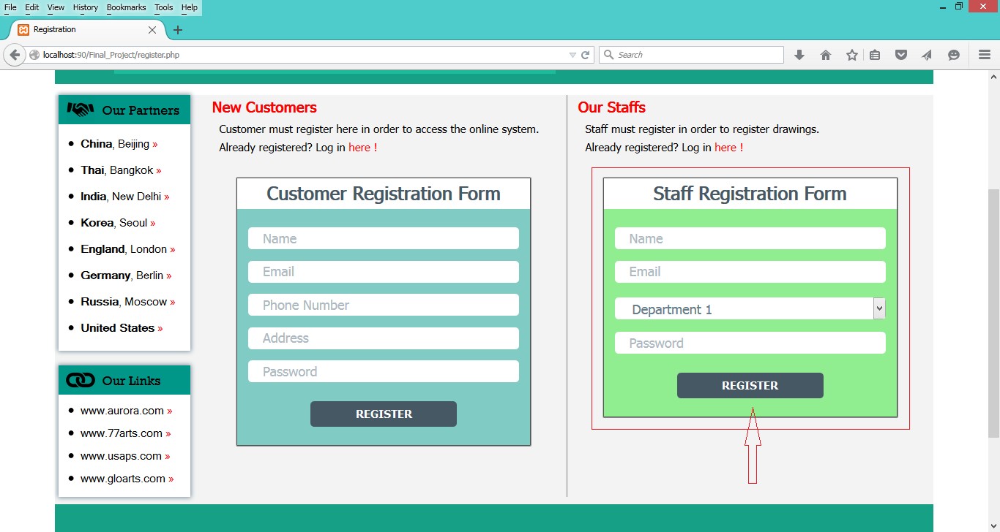 File Edit View History Bookmarks Tools Help
Registration
localhost:90/Final_Project/register.php
Search
Our Partners
China, Beijing »
Thai, Bangkok »
India, New Delhi »
Korea, Seoul »
England, London »
Germany, Berlin »
Russia, Moscow »
United States »
Our Links
www.aurora.com »
www.77arts.com »
www.usaps.com »
www.gloarts.com »
New Customers
Customer must register here in order to access the online system.
Already registered? Log in here !
Customer Registration Form
Name
Email
Phone Number
Address
Password
REGISTER
Our Staffs
Staff must register in order to register drawings.
Already registered? Log in here !
Staff Registration Form
Name
Email
Department 1
Password
REGISTER